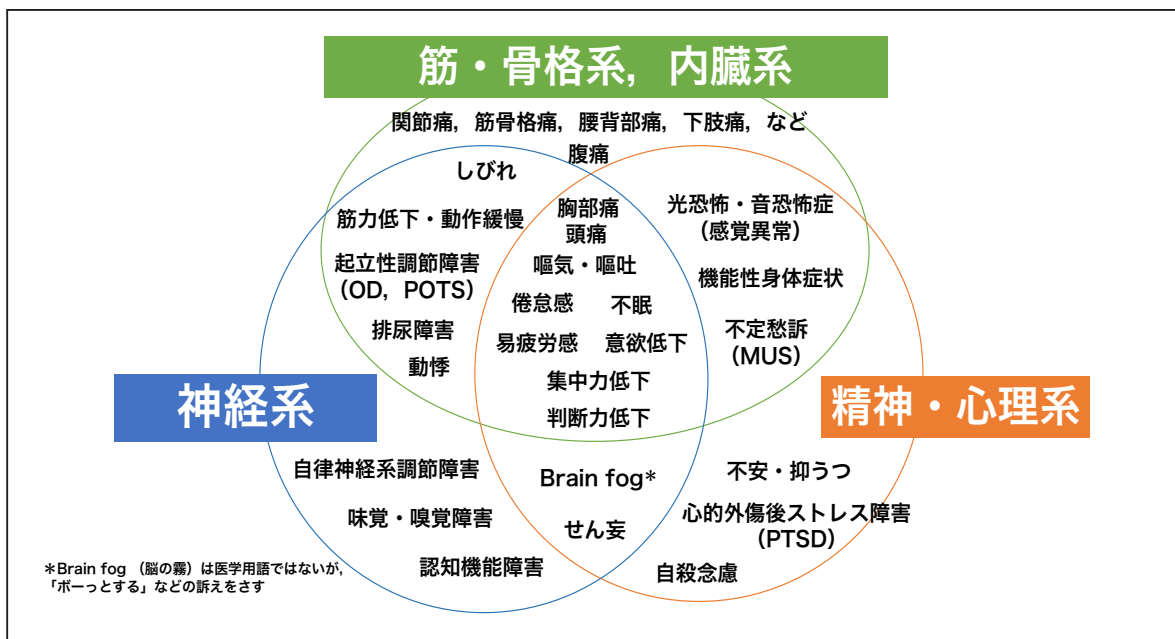 筋・骨格系，内臓系
関節痛，筋骨格痛，腰背部痛，下肢痛，など
腹痛
しびれ
筋力低下・動作緩慢
胸部痛
頭痛
光恐怖・音恐怖症
（感覚異常）
起立性調節障害
（OD，POTS）
嘔気・嘔吐
機能性身体症状
倦怠感
不眠
排尿障害
易疲労感
意欲低下
不定愁訴
（MUS）
動悸
集中力低下
判断力低下
神経系
精神・心理系
自律神経系調節障害
Brain fog＊
不安・抑うつ
味覚・嗅覚障害
せん妄
心的外傷後ストレス障害
（PTSD）
認知機能障害
自殺念慮
＊Brain fog （脳の霧）は医学用語ではないが，
「ボーっとする」などの訴えをさす